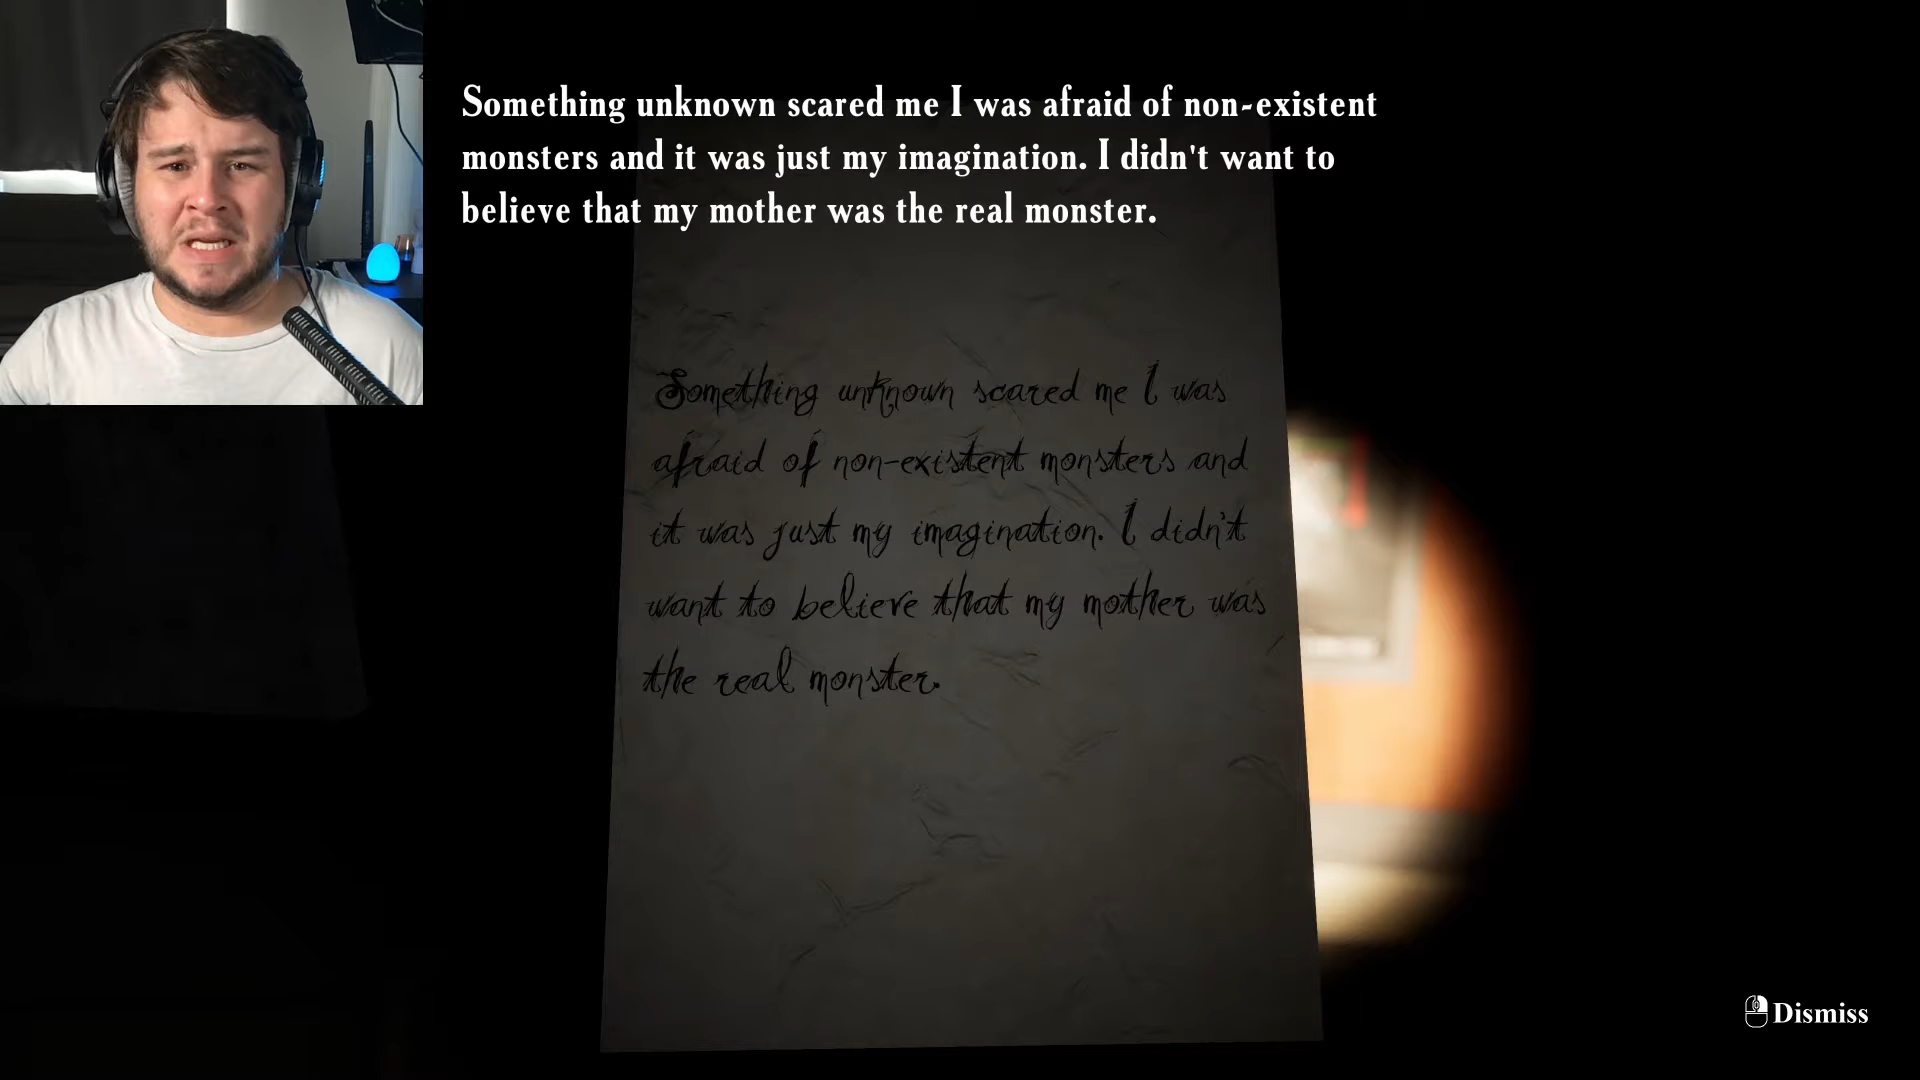 Something unknown scared me I was afraid of non-existent
monsters and it was just my imagination. I didn't want to
believe that my mother was the real monster.
Something unknown scared me I was
afraid of non-existent monsters and
it was just my imagination. I didn't
want to believe that my mother was
the real monster.
Dismiss